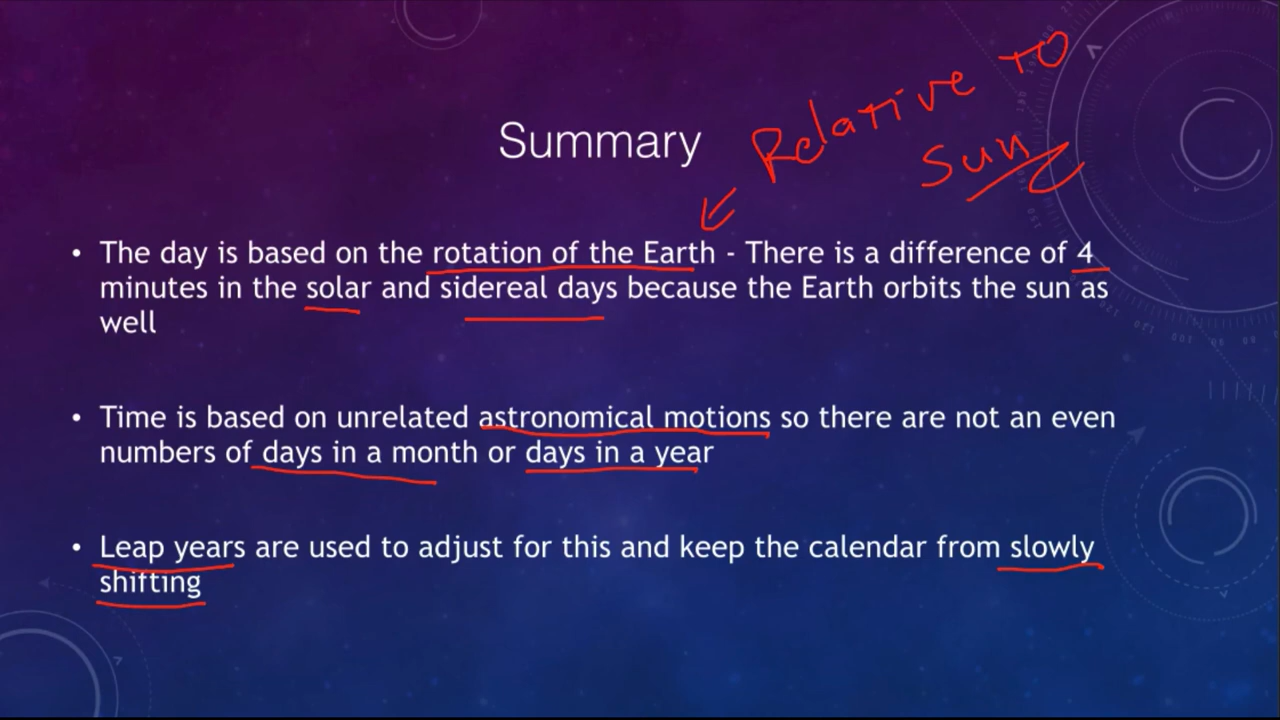 Relative to
Sun
Summary
• The day is based on the rotation of the Earth - There is a difference of 4
minutes in the solar and sidereal days because the Earth orbits the sun as
well
• Time is based on unrelated astronomical motions so there are not an even
numbers of days in a month or days in a year
• Leap years are used to adjust for this and keep the calendar from slowly
shifting